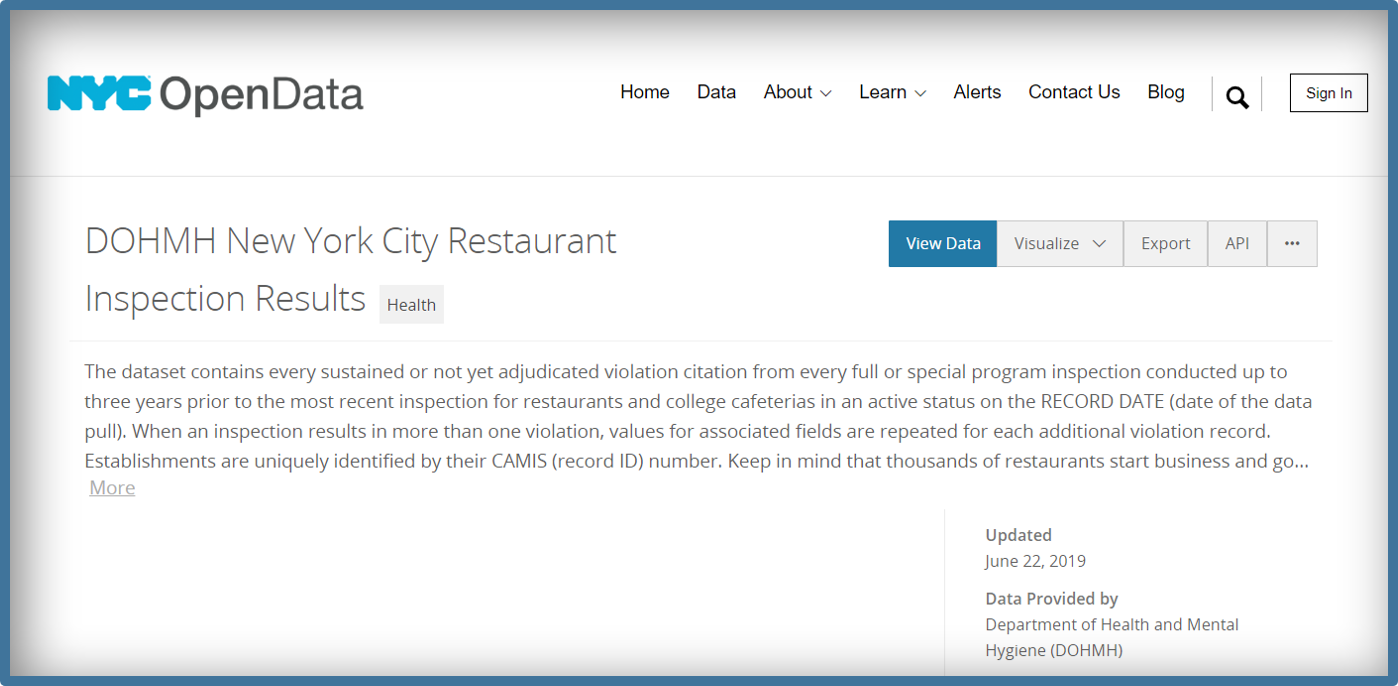 NYC OpenData
Home Data About Learn Alerts Contact Us Blog Sign In
DOHMH New York City Restaurant
Inspection Results Health
View Data Visualize Export API ...
The dataset contains every sustained or not yet adjudicated violation citation from every full or special program inspection conducted up to
three years prior to the most recent inspection for restaurants and college cafeterias in an active status on the RECORD DATE (date of the data
pull). When an inspection results in more than one violation, values for associated fields are repeated for each additional violation record.
Establishments are uniquely identified by their CAMIS (record ID) number. Keep in mind that thousands of restaurants start business and go...
More
Updated
June 22, 2019
Data Provided by
Department of Health and Mental
Hygiene (DOHMH)